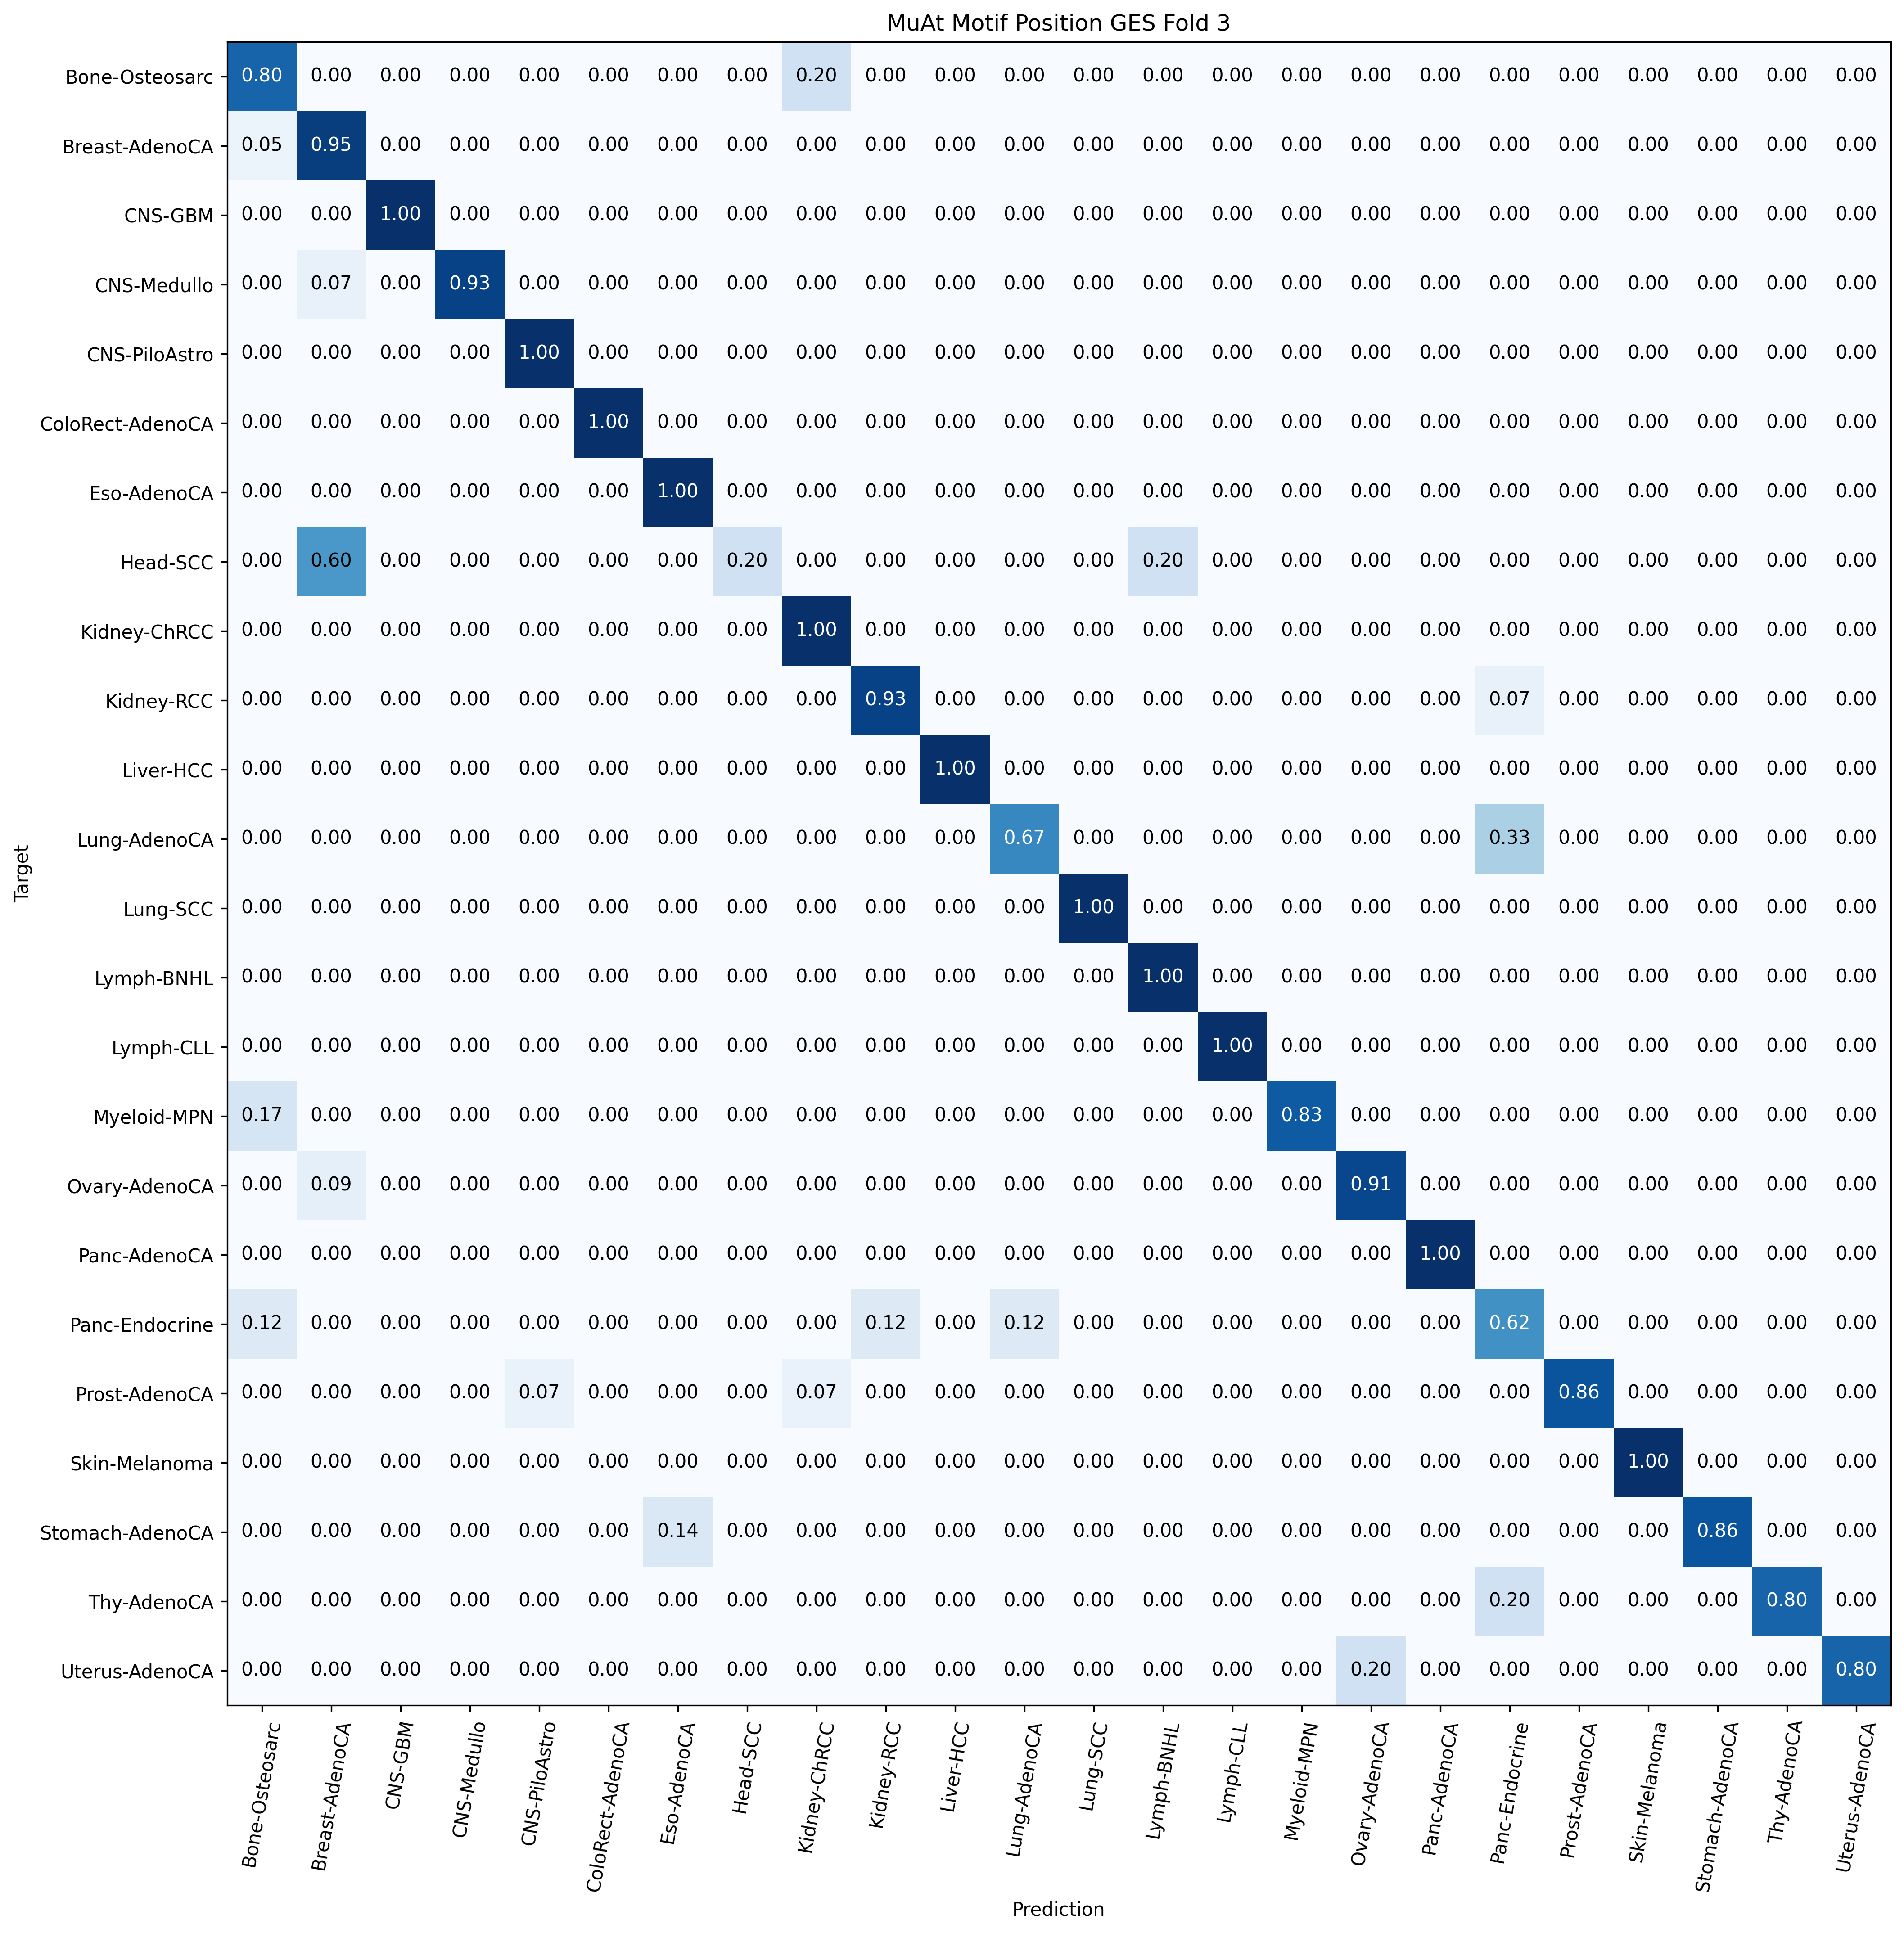 MuAt Motif Position GES Fold 3
Bone-Osteosarc 0.80 0.00 0.00 0.00 0.00 0.00 0.00 0.00 0.20 0.00 0.00 0.00 0.00 0.00 0.00 0.00 0.00 0.00 0.00 0.00 0.00 0.00 0.00 0.00
Breast-AdenoCA 0.05 0.95 0.00 0.00 0.00 0.00 0.00 0.00 0.00 0.00 0.00 0.00 0.00 0.00 0.00 0.00 0.00 0.00 0.00 0.00 0.00 0.00 0.00 0.00
CNS-GBM 0.00 0.00 1.00 0.00 0.00 0.00 0.00 0.00 0.00 0.00 0.00 0.00 0.00 0.00 0.00 0.00 0.00 0.00 0.00 0.00 0.00 0.00 0.00 0.00
CNS-Medullo 0.00 0.07 0.00 0.93 0.00 0.00 0.00 0.00 0.00 0.00 0.00 0.00 0.00 0.00 0.00 0.00 0.00 0.00 0.00 0.00 0.00 0.00 0.00 0.00
CNS-PiloAstro 0.00 0.00 0.00 0.00 1.00 0.00 0.00 0.00 0.00 0.00 0.00 0.00 0.00 0.00 0.00 0.00 0.00 0.00 0.00 0.00 0.00 0.00 0.00 0.00
ColoRect-AdenoCA 0.00 0.00 0.00 0.00 0.00 1.00 0.00 0.00 0.00 0.00 0.00 0.00 0.00 0.00 0.00 0.00 0.00 0.00 0.00 0.00 0.00 0.00 0.00 0.00
Eso-AdenoCA 0.00 0.00 0.00 0.00 0.00 0.00 1.00 0.00 0.00 0.00 0.00 0.00 0.00 0.00 0.00 0.00 0.00 0.00 0.00 0.00 0.00 0.00 0.00 0.00
Head-SCC 0.00 0.60 0.00 0.00 0.00 0.00 0.00 0.20 0.00 0.00 0.00 0.00 0.00 0.20 0.00 0.00 0.00 0.00 0.00 0.00 0.00 0.00 0.00 0.00
Kidney-ChRCC 0.00 0.00 0.00 0.00 0.00 0.00 0.00 0.00 1.00 0.00 0.00 0.00 0.00 0.00 0.00 0.00 0.00 0.00 0.00 0.00 0.00 0.00 0.00 0.00
Kidney-RCC 0.00 0.00 0.00 0.00 0.00 0.00 0.00 0.00 0.00 0.93 0.00 0.00 0.00 0.00 0.00 0.00 0.00 0.00 0.07 0.00 0.00 0.00 0.00 0.00
Liver-HCC 0.00 0.00 0.00 0.00 0.00 0.00 0.00 0.00 0.00 0.00 1.00 0.00 0.00 0.00 0.00 0.00 0.00 0.00 0.00 0.00 0.00 0.00 0.00 0.00
Lung-AdenoCA 0.00 0.00 0.00 0.00 0.00 0.00 0.00 0.00 0.00 0.00 0.00 0.67 0.00 0.00 0.00 0.00 0.00 0.00 0.33 0.00 0.00 0.00 0.00 0.00
Lung-SCC 0.00 0.00 0.00 0.00 0.00 0.00 0.00 0.00 0.00 0.00 0.00 0.00 1.00 0.00 0.00 0.00 0.00 0.00 0.00 0.00 0.00 0.00 0.00 0.00
Lymph-BNHL 0.00 0.00 0.00 0.00 0.00 0.00 0.00 0.00 0.00 0.00 0.00 0.00 0.00 1.00 0.00 0.00 0.00 0.00 0.00 0.00 0.00 0.00 0.00 0.00
Lymph-CLL 0.00 0.00 0.00 0.00 0.00 0.00 0.00 0.00 0.00 0.00 0.00 0.00 0.00 0.00 1.00 0.00 0.00 0.00 0.00 0.00 0.00 0.00 0.00 0.00
Myeloid-MPN 0.17 0.00 0.00 0.00 0.00 0.00 0.00 0.00 0.00 0.00 0.00 0.00 0.00 0.00 0.00 0.83 0.00 0.00 0.00 0.00 0.00 0.00 0.00 0.00
Ovary-AdenoCA 0.00 0.09 0.00 0.00 0.00 0.00 0.00 0.00 0.00 0.00 0.00 0.00 0.00 0.00 0.00 0.00 0.91 0.00 0.00 0.00 0.00 0.00 0.00 0.00
Panc-AdenoCA 0.00 0.00 0.00 0.00 0.00 0.00 0.00 0.00 0.00 0.00 0.00 0.00 0.00 0.00 0.00 0.00 0.00 1.00 0.00 0.00 0.00 0.00 0.00 0.00
Panc-Endocrine 0.12 0.00 0.00 0.00 0.00 0.00 0.00 0.00 0.00 0.12 0.00 0.12 0.00 0.00 0.00 0.00 0.00 0.00 0.62 0.00 0.00 0.00 0.00 0.00
Prost-AdenoCA 0.00 0.00 0.00 0.00 0.07 0.00 0.00 0.00 0.07 0.00 0.00 0.00 0.00 0.00 0.00 0.00 0.00 0.00 0.00 0.86 0.00 0.00 0.00 0.00
Skin-Melanoma 0.00 0.00 0.00 0.00 0.00 0.00 0.00 0.00 0.00 0.00 0.00 0.00 0.00 0.00 0.00 0.00 0.00 0.00 0.00 0.00 1.00 0.00 0.00 0.00
Stomach-AdenoCA 0.00 0.00 0.00 0.00 0.00 0.00 0.14 0.00 0.00 0.00 0.00 0.00 0.00 0.00 0.00 0.00 0.00 0.00 0.00 0.00 0.00 0.86 0.00 0.00
Thy-AdenoCA 0.00 0.00 0.00 0.00 0.00 0.00 0.00 0.00 0.00 0.00 0.00 0.00 0.00 0.00 0.00 0.00 0.00 0.00 0.20 0.00 0.00 0.00 0.80 0.00
Uterus-AdenoCA 0.00 0.00 0.00 0.00 0.00 0.00 0.00 0.00 0.00 0.00 0.00 0.00 0.00 0.00 0.00 0.00 0.20 0.00 0.00 0.00 0.00 0.00 0.00 0.80
Target
Bone-Osteosarc
Breast-AdenoCA
CNS-GBM
CNS-Medullo
CNS-PiloAstro
ColoRect-AdenoCA
Eso-AdenoCA
Head-SCC
Kidney-ChRCC
Kidney-RCC
Liver-HCC
Lung-AdenoCA
Lung-SCC
Lymph-BNHL
Lymph-CLL
Myeloid-MPN
Ovary-AdenoCA
Panc-AdenoCA
Panc-Endocrine
Prost-AdenoCA
Skin-Melanoma
Stomach-AdenoCA
Thy-AdenoCA
Uterus-AdenoCA
Prediction